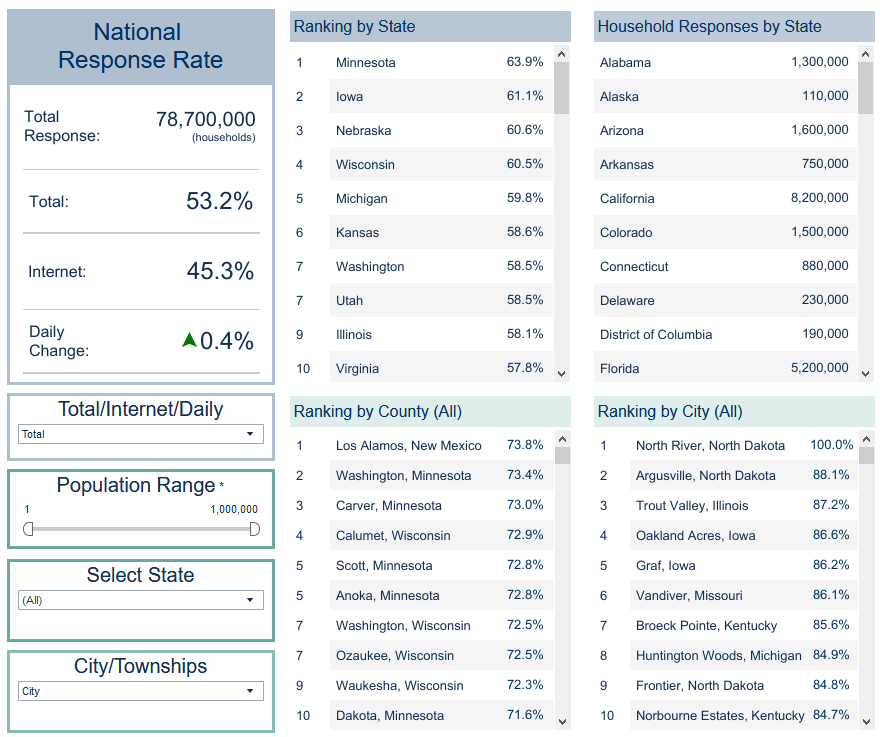 National
Response Rate
Total
Response:
78,700,000
(households)
Total: 53.2%
Internet: 45.3%
Daily
Change:
0.4%
Total/Internet/Daily
Total
Population Range *
1 1,000,000
Select State
(All)
City/Townships
City
Ranking by State
1 Minnesota 63.9%
2 Iowa 61.1%
3 Nebraska 60.6%
4 Wisconsin 60.5%
5 Michigan 59.8%
6 Kansas 58.6%
7 Washington 58.5%
7 Utah 58.5%
9 Illinois 58.1%
10 Virginia 57.8%
Household Responses by State
Alabama 1,300,000
Alaska 110,000
Arizona 1,600,000
Arkansas 750,000
California 8,200,000
Colorado 1,500,000
Connecticut 880,000
Delaware 230,000
District of Columbia 190,000
Florida 5,200,000
Ranking by County (All)
1 Los Alamos, New Mexico 73.8%
2 Washington, Minnesota 73.4%
3 Carver, Minnesota 73.0%
4 Calumet, Wisconsin 72.9%
5 Scott, Minnesota 72.8%
5 Anoka, Minnesota 72.8%
7 Washington, Wisconsin 72.5%
7 Ozaukee, Wisconsin 72.5%
9 Waukesha, Wisconsin 72.3%
10 Dakota, Minnesota 71.6%
Ranking by City (All)
1 North River, North Dakota 100.0%
2 Argusville, North Dakota 88.1%
3 Trout Valley, Illinois 87.2%
4 Oakland Acres, Iowa 86.6%
5 Graf, Iowa 86.2%
6 Vandiver, Missouri 86.1%
7 Broeck Pointe, Kentucky 85.6%
8 Huntington Woods, Michigan 84.9%
9 Frontier, North Dakota 84.8%
10 Norbourne Estates, Kentucky 84.7%